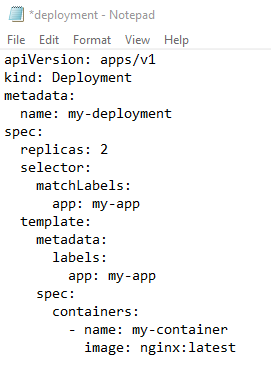 *deployment - Notepad
File Edit Format View Help
apiVersion: apps/v1
kind: Deployment
metadata:
  name: my-deployment
spec:
  replicas: 2
  selector:
    matchLabels:
      app: my-app
  template:
    metadata:
      labels:
        app: my-app
    spec:
      containers:
        - name: my-container
          image: nginx:latest